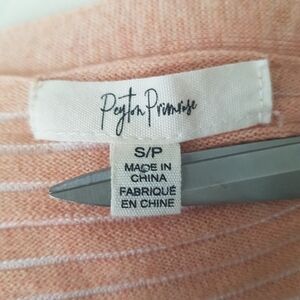 Peyton Primrose
S/P
MADE IN
CHINA
FABRIQUÉ
EN CHINE